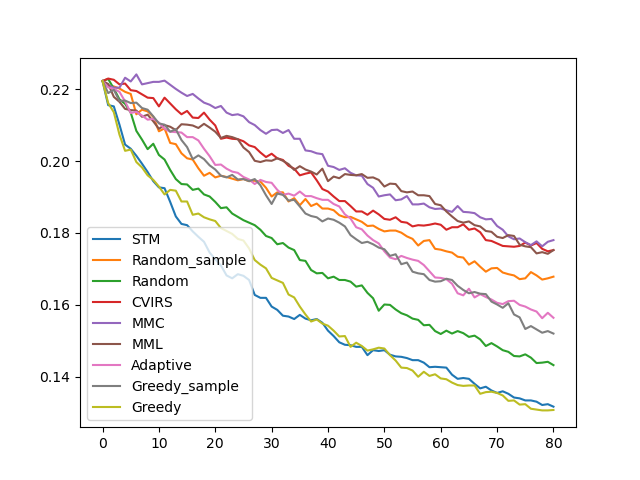 0.22
0.20
0.18
0.16
0.14
STM
Random_sample
Random
CVIRS
MMC
MML
Adaptive
Greedy_sample
Greedy
0 10 20 30 40 50 60 70 80